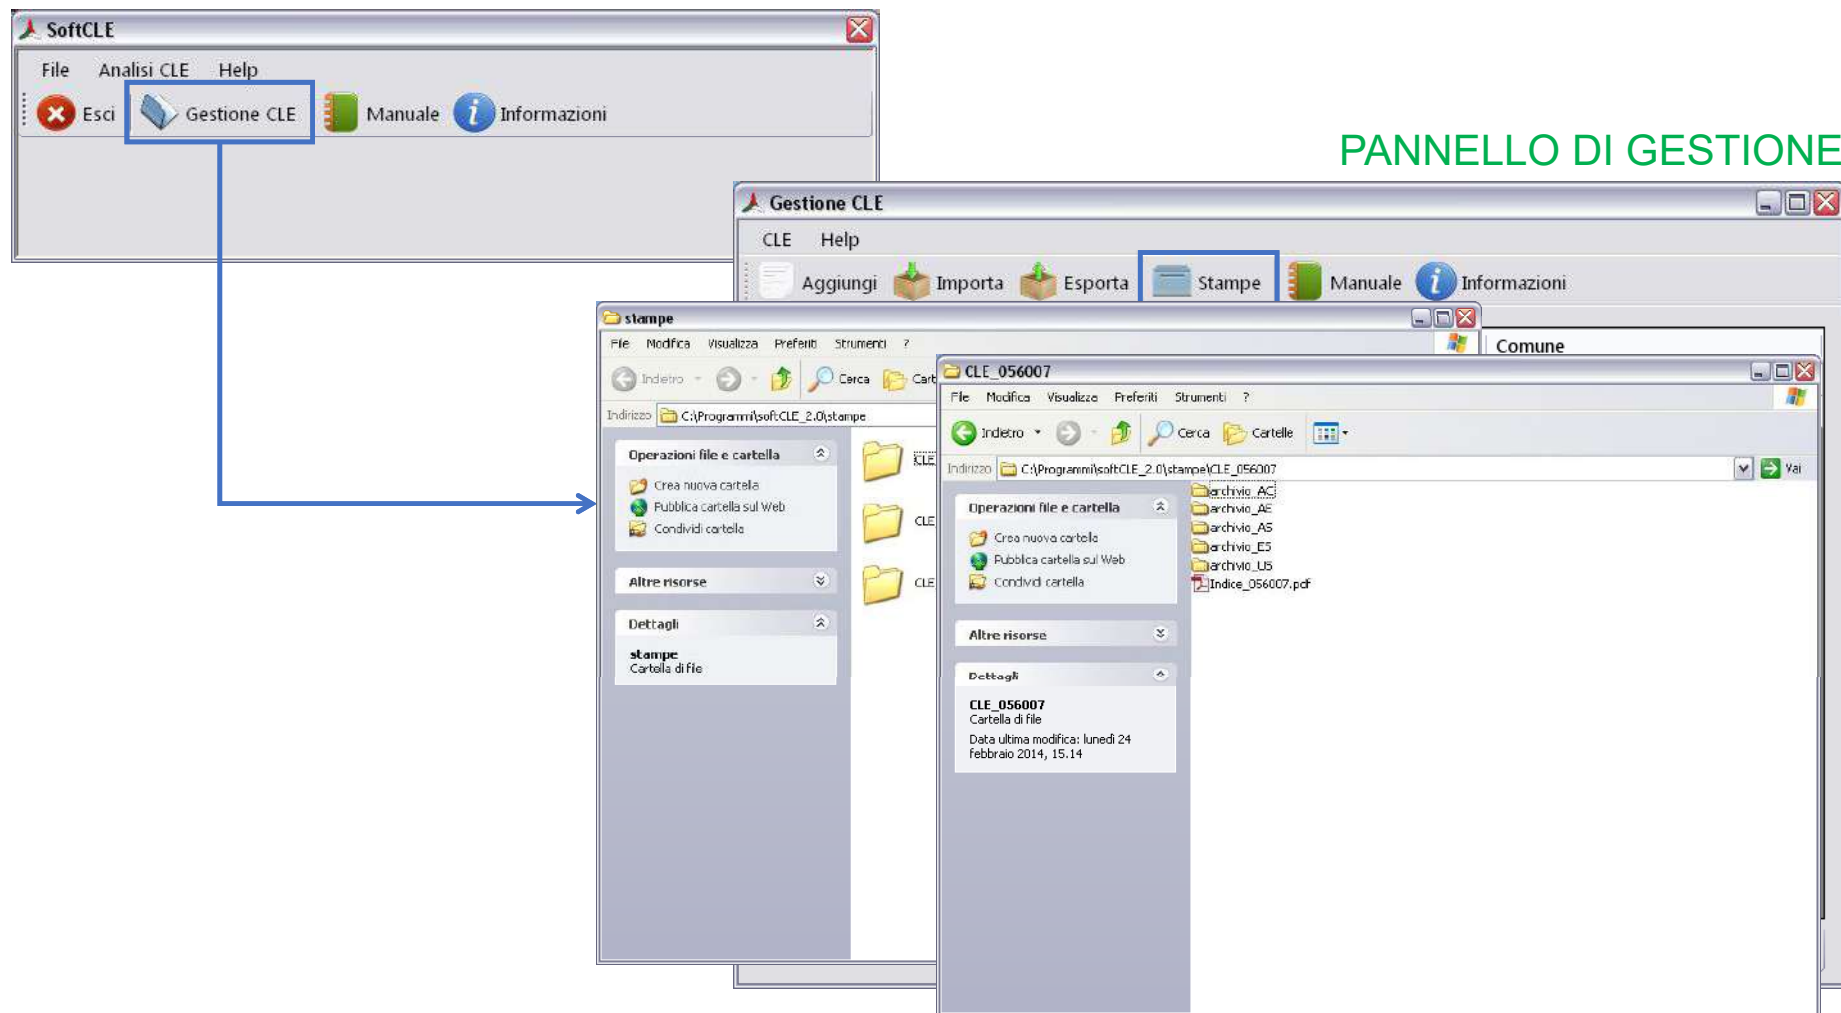 SoftCLE
File Analisi CLE Help
Esci Gestione CLE Manuale Informazioni
PANNELLO DI GESTIONE
Gestione CLE
CLE Help
Aggiungi Importa Esporta Stampe Manuale Informazioni
Comune
stampe
File Modifica Visualizza Preferiti Strumenti ?
Indietro Cerca Cart
Indirizzo C:\Programmi\softCLE_2.0\stampe
Operazioni file e cartella
Crea nuova cartella
Pubblica cartella sul Web
Condividi cartella
Altre risorse
Dettagli
stampe
Cartella di file
CLE
CLE
CLE
CLE_056007
File Modifica Visualizza Preferiti Strumenti ?
Indietro Cerca Cartelle
Indirizzo C:\Programmi\softCLE_2.0\stampe\CLE_056007 Vai
Operazioni file e cartella
Crea nuova cartella
Pubblica cartella sul Web
Condividi cartella
Altre risorse
Dettagli
CLE_056007
Cartella di file
Data ultima modifica: lunedì 24
febbraio 2014, 15.14
archivio_AC
archivio_AE
archivio_AS
archivio_ES
archivio_US
Indice_056007.pdf